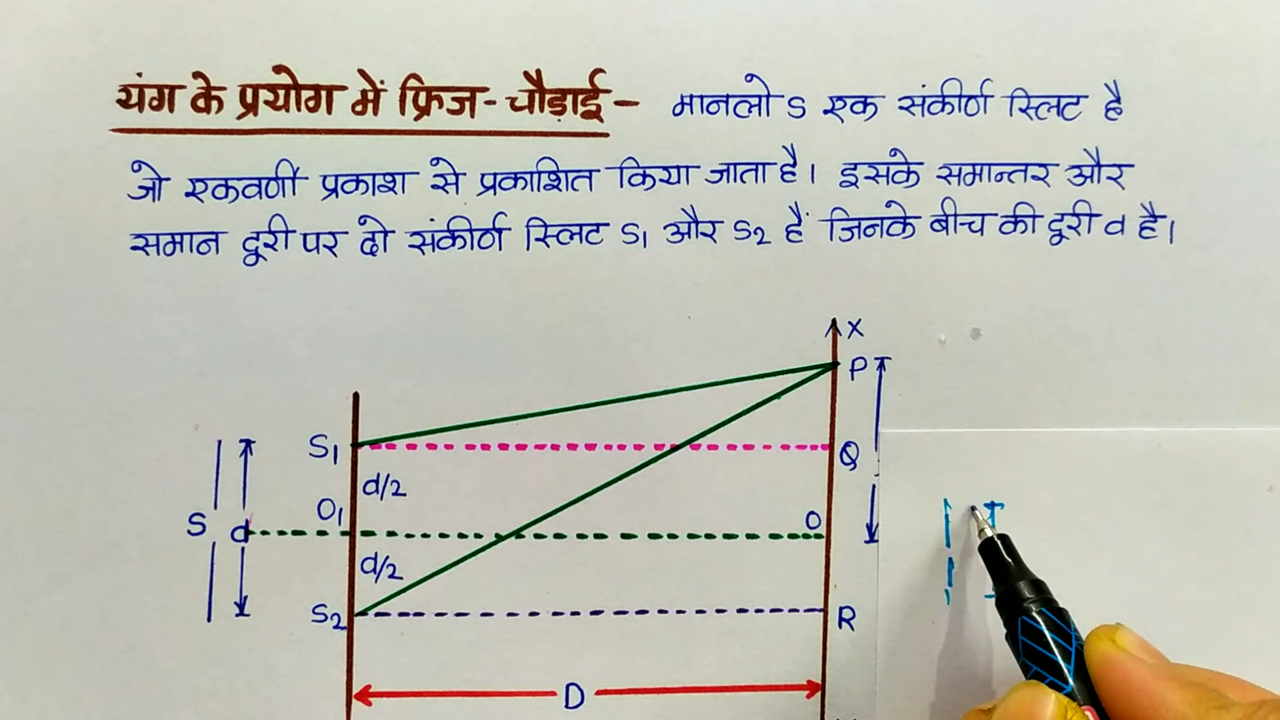 यंग के प्रयोग में फ्रिज-चौड़ाई- मानलो S एक संकीर्ण स्लिट है
जो एकवर्णी प्रकाश से प्रकाशित किया जाता है। इसके समान्तर और
समान दूरी पर दो संकीर्ण स्लिट S₁ और S₂ हैं जिनके बीच की दूरी d है।
X
P
S₁
Q
d/2
O₁
O
S
d
d/2
S₂
R
D